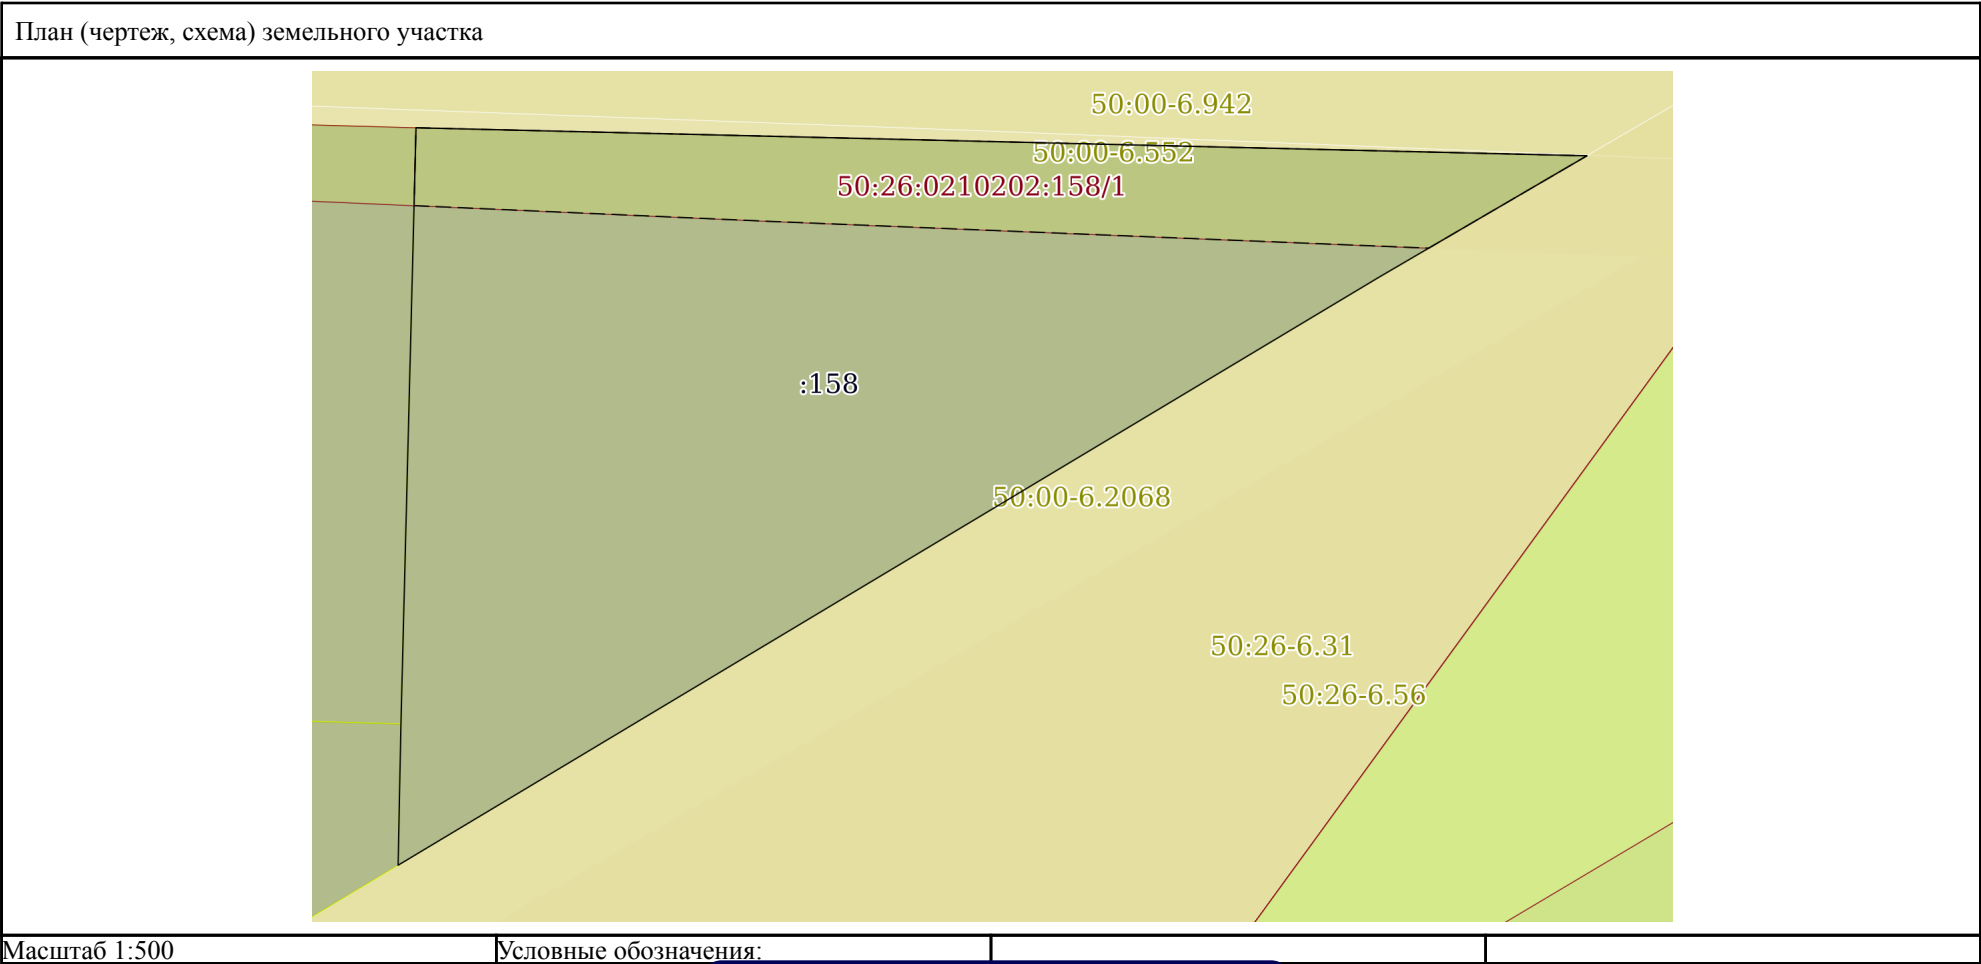 План (чертеж, схема) земельного участка
50:00-6.942
50:00-6.552
50:26:0210202:158/1
:158
50:00-6.2068
50:26-6.31
50:26-6.56
Масштаб 1:500
Условные обозначения: